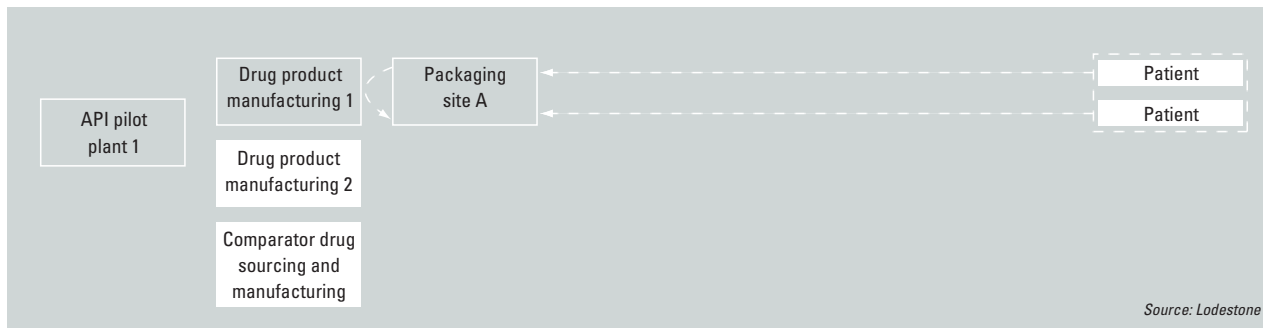 API pilot
plant 1
Drug product
manufacturing 1
Drug product
manufacturing 2
Comparator drug
sourcing and
manufacturing
Packaging
site A
Patient
Patient
Source: Lodestone